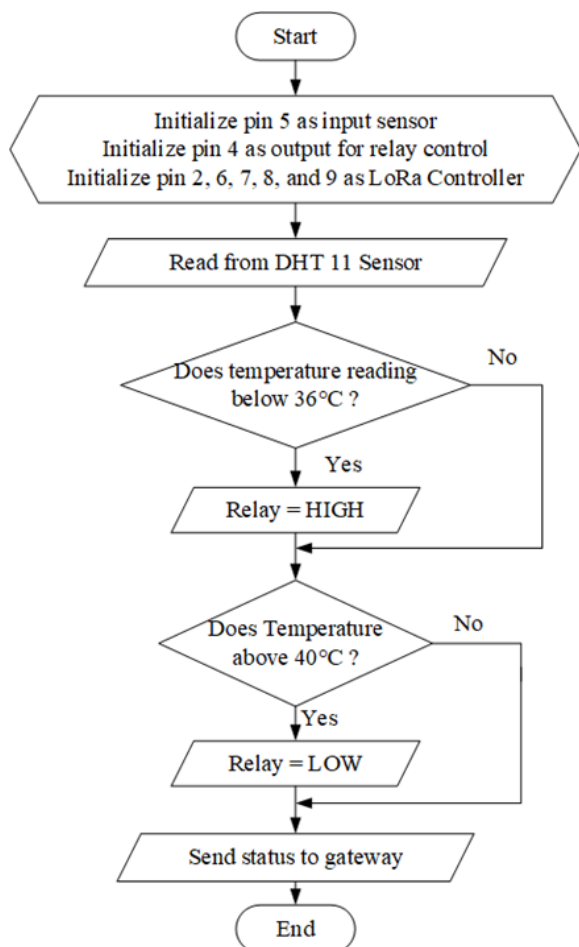 Start
Initialize pin 5 as input sensor
Initialize pin 4 as output for relay control
Initialize pin 2, 6, 7, 8, and 9 as LoRa Controller
Read from DHT 11 Sensor
No
Does temperature reading
below 36°C ?
Yes
Relay = HIGH
No
Does Temperature
above 40°C ?
Yes
Relay = LOW
Send status to gateway
End